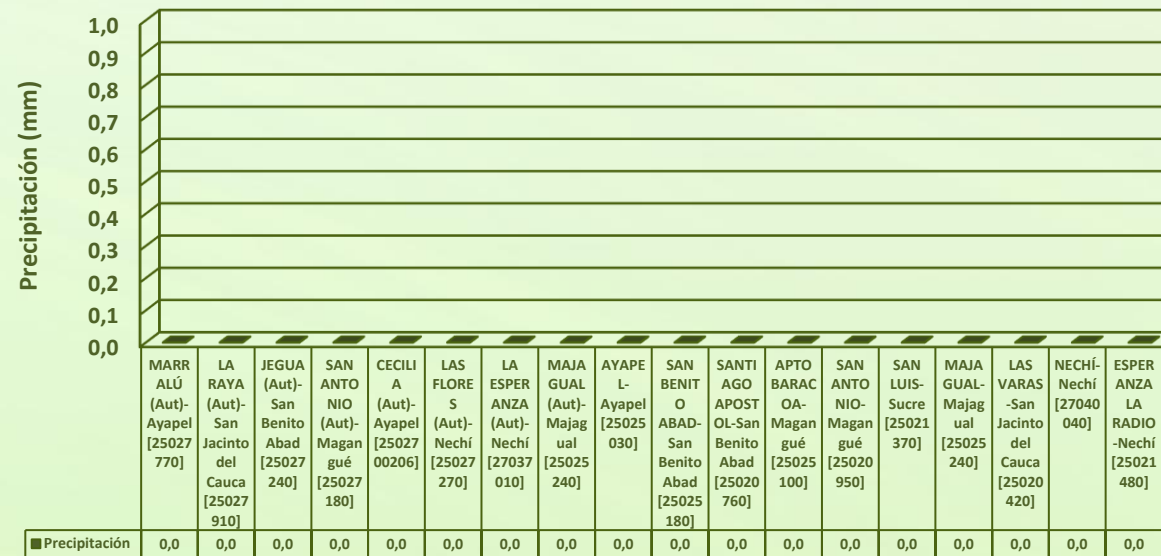 Precipitación (mm)
1,0
0,9
0,8
0,7
0,6
0,5
0,4
0,3
0,2
0,1
0,0
MARR
ALÚ
(Aut)-
Ayapel
[25027
770]
LA
RAYA
(Aut)-
San
Jacinto
del
Cauca
[25027
910]
JEGUA
(Aut)-
San
Benito
Abad
[25027
240]
SAN
ANTO
NIO
(Aut)-
Magan
gué
[25027
180]
CECILI
A
(Aut)-
Ayapel
[25027
00206]
LAS
FLORE
S
(Aut)-
Nechí
[25027
270]
LA
ESPER
ANZA
(Aut)-
Nechí
[27037
010]
MAJA
GUAL
(Aut)-
Majag
ual
[25025
240]
AYAPE
L-
Ayapel
[25025
030]
SAN
BENIT
O
ABAD-
San
Benito
Abad
[25025
180]
SANTI
AGO
APOST
OL-San
Benito
Abad
[25020
760]
APTO
BARAC
OA-
Magan
gué
[25025
100]
SAN
ANTO
NIO-
Magan
gué
[25020
950]
SAN
LUIS-
Sucre
[25021
370]
MAJA
GUAL-
Majag
ual
[25025
240]
LAS
VARAS
-San
Jacinto
del
Cauca
[25020
420]
NECHÍ-
Nechí
[27040
040]
ESPER
ANZA
LA
RADIO
-Nechí
[25021
480]
Precipitación 0,0 0,0 0,0 0,0 0,0 0,0 0,0 0,0 0,0 0,0 0,0 0,0 0,0 0,0 0,0 0,0 0,0 0,0